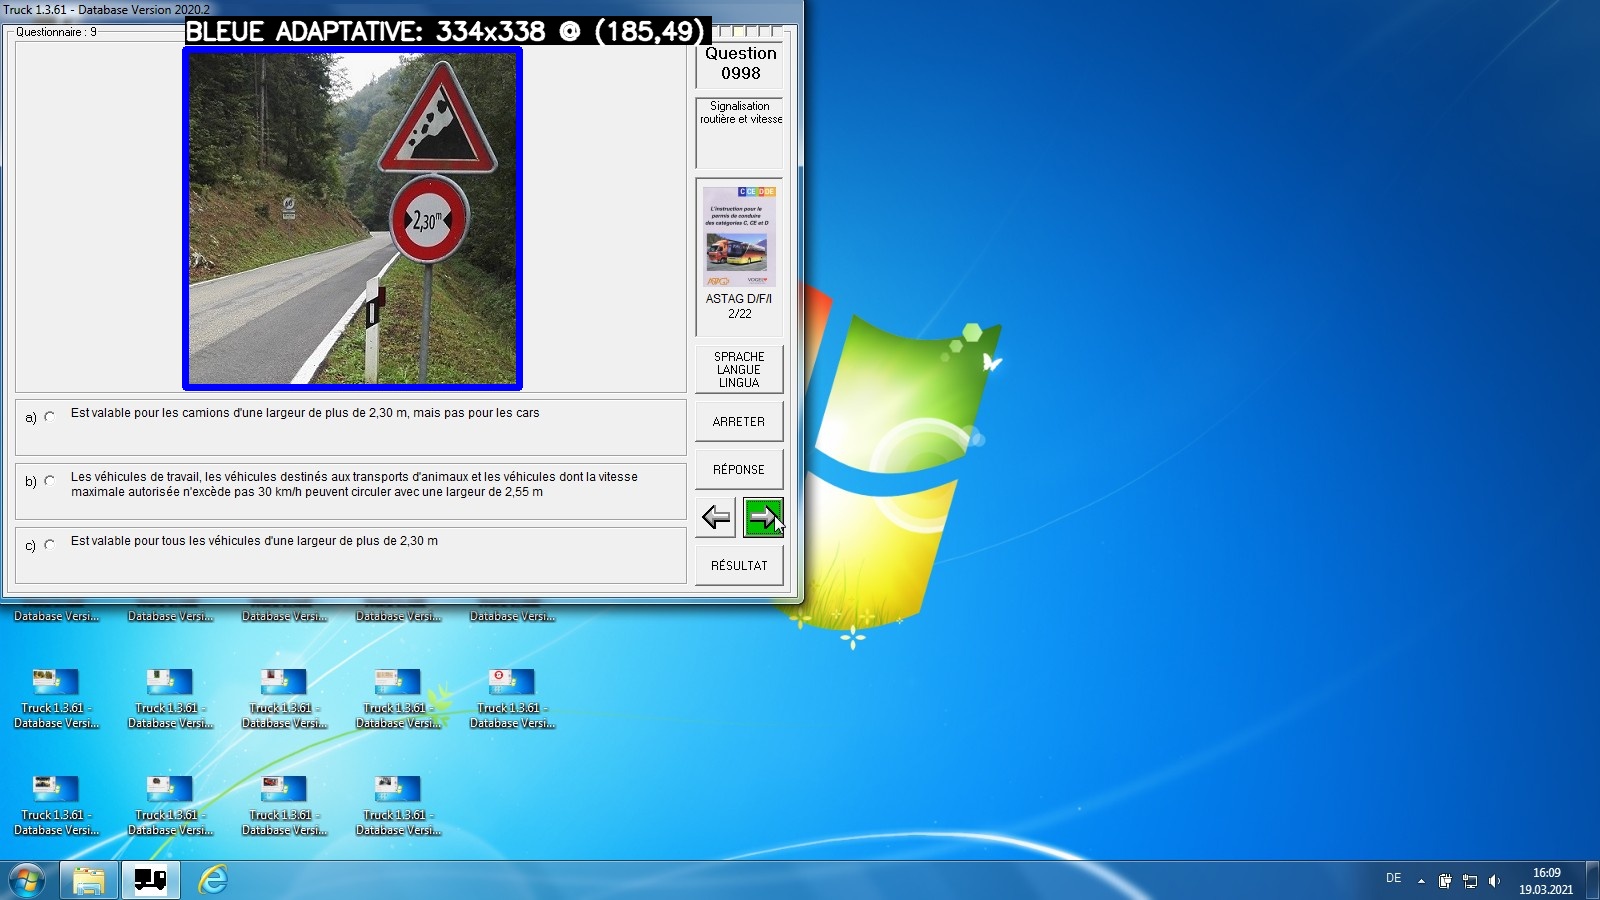 Truck 1.3.61 - Database Version 2020.2
Questionnaire : 9
BLEUE ADAPTATIVE: 334x338 @ (185,49)
Question
0998
Signalisation
routière et vitesse
2,30 m
C CE D DE
L'instruction pour le
permis de conduire
des catégories C, CE et D
ASTAG D/F/I
2/22
SPRACHE
LANGUE
LINGUA
ARRETER
RÉPONSE
RÉSULTAT
a) Est valable pour les camions d'une largeur de plus de 2,30 m, mais pas pour les cars
b) Les véhicules de travail, les véhicules destinés aux transports d'animaux et les véhicules dont la vitesse
maximale autorisée n'excède pas 30 km/h peuvent circuler avec une largeur de 2,55 m
c) Est valable pour tous les véhicules d'une largeur de plus de 2,30 m
Database Versi... Database Versi... Database Versi... Database Versi... Database Versi...
Truck 1.3.61 - Truck 1.3.61 - Truck 1.3.61 - Truck 1.3.61 - Truck 1.3.61 -
Database Versi... Database Versi... Database Versi... Database Versi... Database Versi...
Truck 1.3.61 - Truck 1.3.61 - Truck 1.3.61 - Truck 1.3.61 -
Database Versi... Database Versi... Database Versi... Database Versi...
DE
16:09
19.03.2021